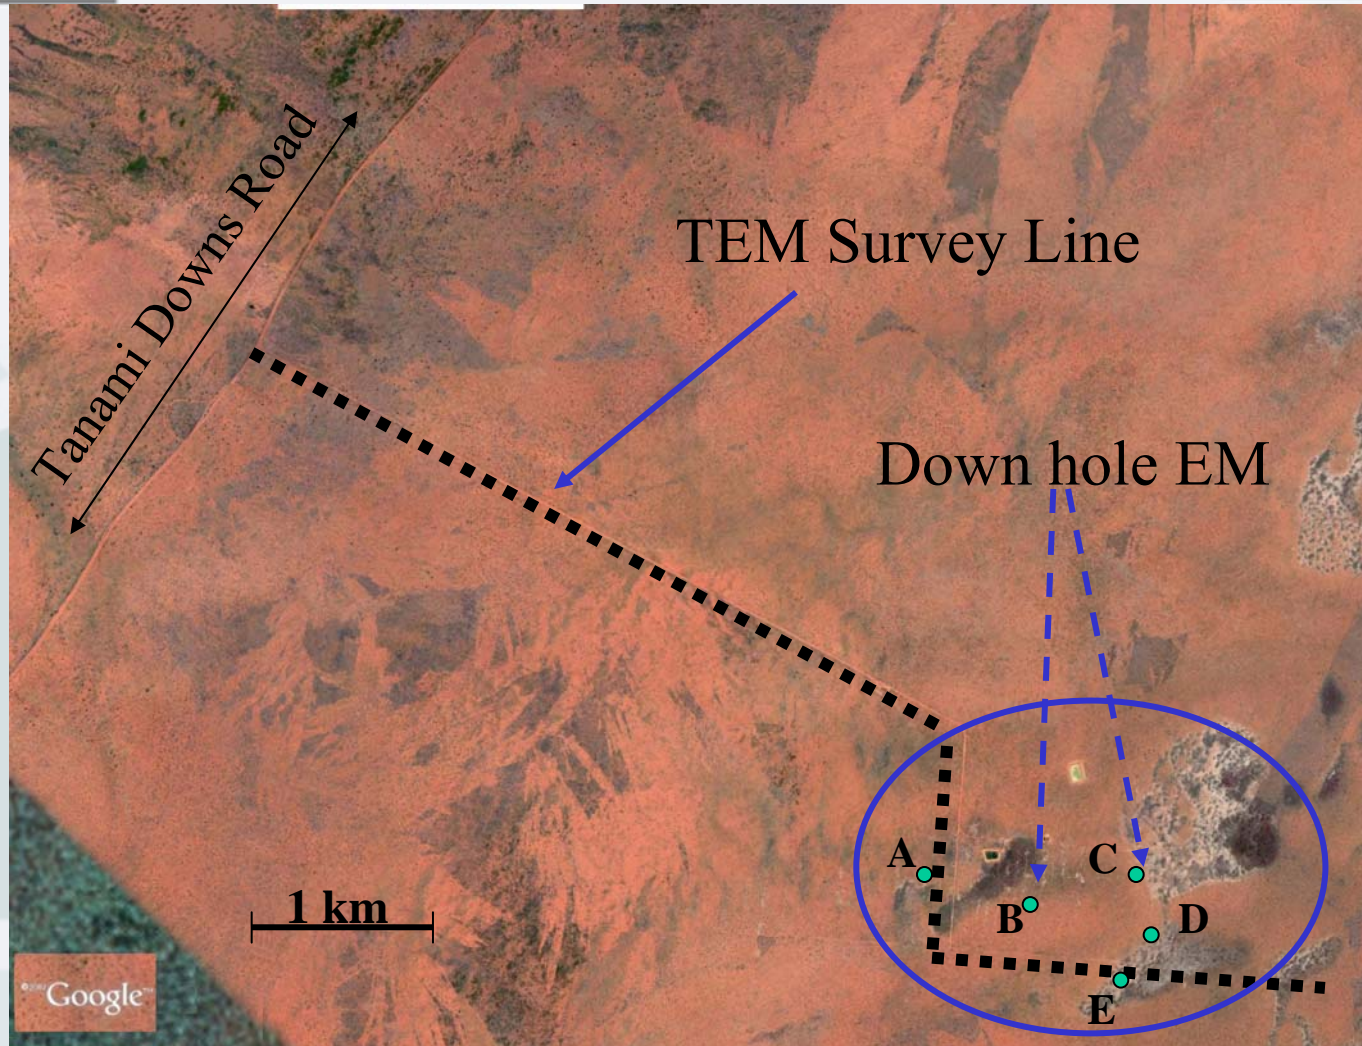 Tanami Downs Road
TEM Survey Line
Down hole EM
A
C
B
D
E
1 km
Google